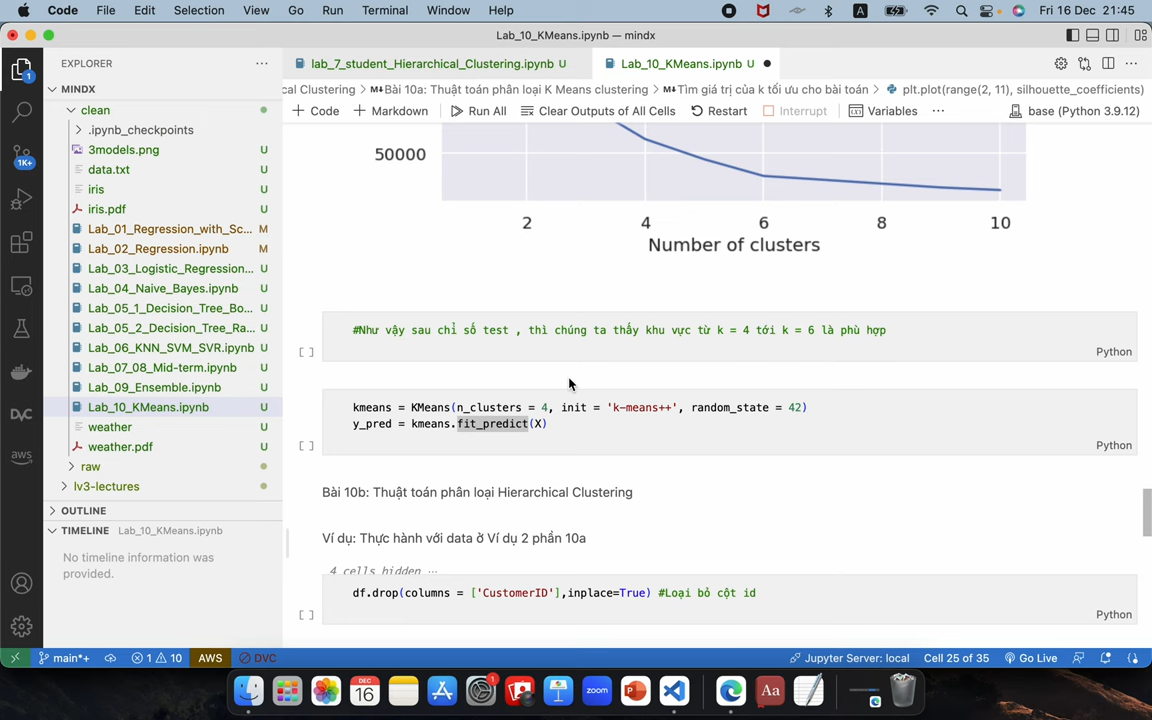 Code File Edit Selection View Go Run Terminal Window Help A Fri 16 Dec 21:45
Lab_10_KMeans.ipynb — mindx
EXPLORER
lab_7_student_Hierarchical_Clustering.ipynb U
Lab_10_KMeans.ipynb U
MINDX
cal Clustering > M↓Bài 10a: Thuật toán phân loại K Means clustering > M↓Tìm giá trị của k tối ưu cho bài toán > plt.plot(range(2, 11), silhouette_coefficients)
+ Code + Markdown Run All Clear Outputs of All Cells Restart Interrupt Variables ··· base (Python 3.9.12)
clean
.ipynb_checkpoints
3models.png U
data.txt U
iris U
iris.pdf U
Lab_01_Regression_with_Sc... M
Lab_02_Regression.ipynb M
Lab_03_Logistic_Regression... U
Lab_04_Naive_Bayes.ipynb U
Lab_05_1_Decision_Tree_Bo... U
Lab_05_2_Decision_Tree_Ra... U
Lab_06_KNN_SVM_SVR.ipynb U
Lab_07_08_Mid-term.ipynb U
Lab_09_Ensemble.ipynb U
Lab_10_KMeans.ipynb U
weather U
weather.pdf U
raw
lv3-lectures
OUTLINE
TIMELINE Lab_10_KMeans.ipynb
No timeline information was
provided.
1
1K+
DVC
aws
50000
2 4 6 8 10
Number of clusters
#Như vậy sau chỉ số test , thì chúng ta thấy khu vực từ k = 4 tới k = 6 là phù hợp
[ ] Python
kmeans = KMeans(n_clusters = 4, init = 'k-means++', random_state = 42)
y_pred = kmeans.fit_predict(X)
[ ] Python
Bài 10b: Thuật toán phân loại Hierarchical Clustering
Ví dụ: Thực hành với data ở Ví dụ 2 phần 10a
4 cells hidden ···
df.drop(columns = ['CustomerID'],inplace=True) #Loại bỏ cột id
[ ] Python
main*+ 1 10 AWS DVC Jupyter Server: local Cell 25 of 35 Go Live
DEC
16
1
zoom
Aa